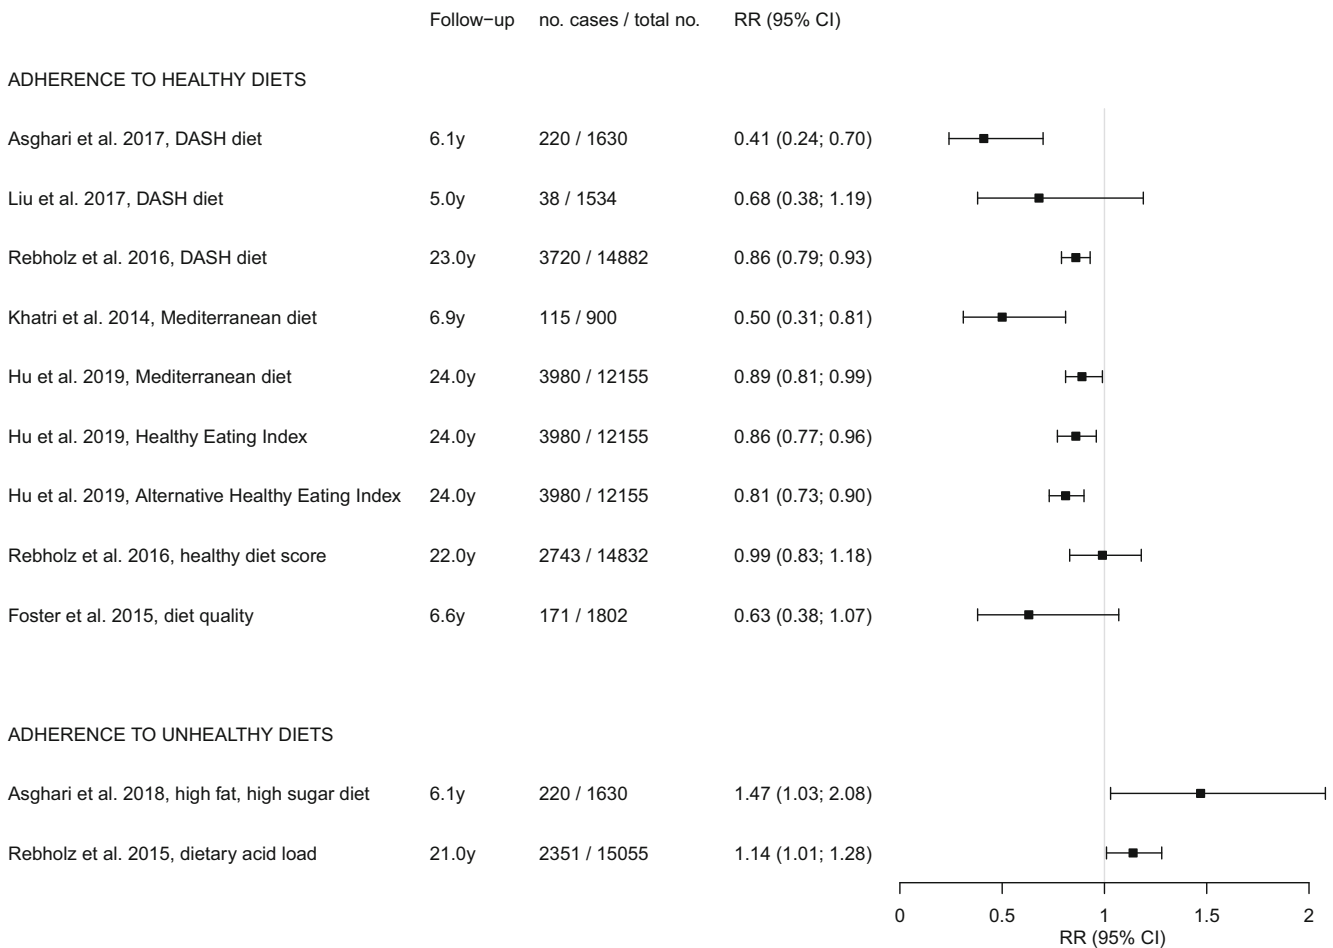 Follow−up no. cases / total no. RR (95% CI)
ADHERENCE TO HEALTHY DIETS
Asghari et al. 2017, DASH diet 6.1y 220 / 1630 0.41 (0.24; 0.70)
Liu et al. 2017, DASH diet 5.0y 38 / 1534 0.68 (0.38; 1.19)
Rebholz et al. 2016, DASH diet 23.0y 3720 / 14882 0.86 (0.79; 0.93)
Khatri et al. 2014, Mediterranean diet 6.9y 115 / 900 0.50 (0.31; 0.81)
Hu et al. 2019, Mediterranean diet 24.0y 3980 / 12155 0.89 (0.81; 0.99)
Hu et al. 2019, Healthy Eating Index 24.0y 3980 / 12155 0.86 (0.77; 0.96)
Hu et al. 2019, Alternative Healthy Eating Index 24.0y 3980 / 12155 0.81 (0.73; 0.90)
Rebholz et al. 2016, healthy diet score 22.0y 2743 / 14832 0.99 (0.83; 1.18)
Foster et al. 2015, diet quality 6.6y 171 / 1802 0.63 (0.38; 1.07)
ADHERENCE TO UNHEALTHY DIETS
Asghari et al. 2018, high fat, high sugar diet 6.1y 220 / 1630 1.47 (1.03; 2.08)
Rebholz et al. 2015, dietary acid load 21.0y 2351 / 15055 1.14 (1.01; 1.28)
0 0.5 1 1.5 2
RR (95% CI)